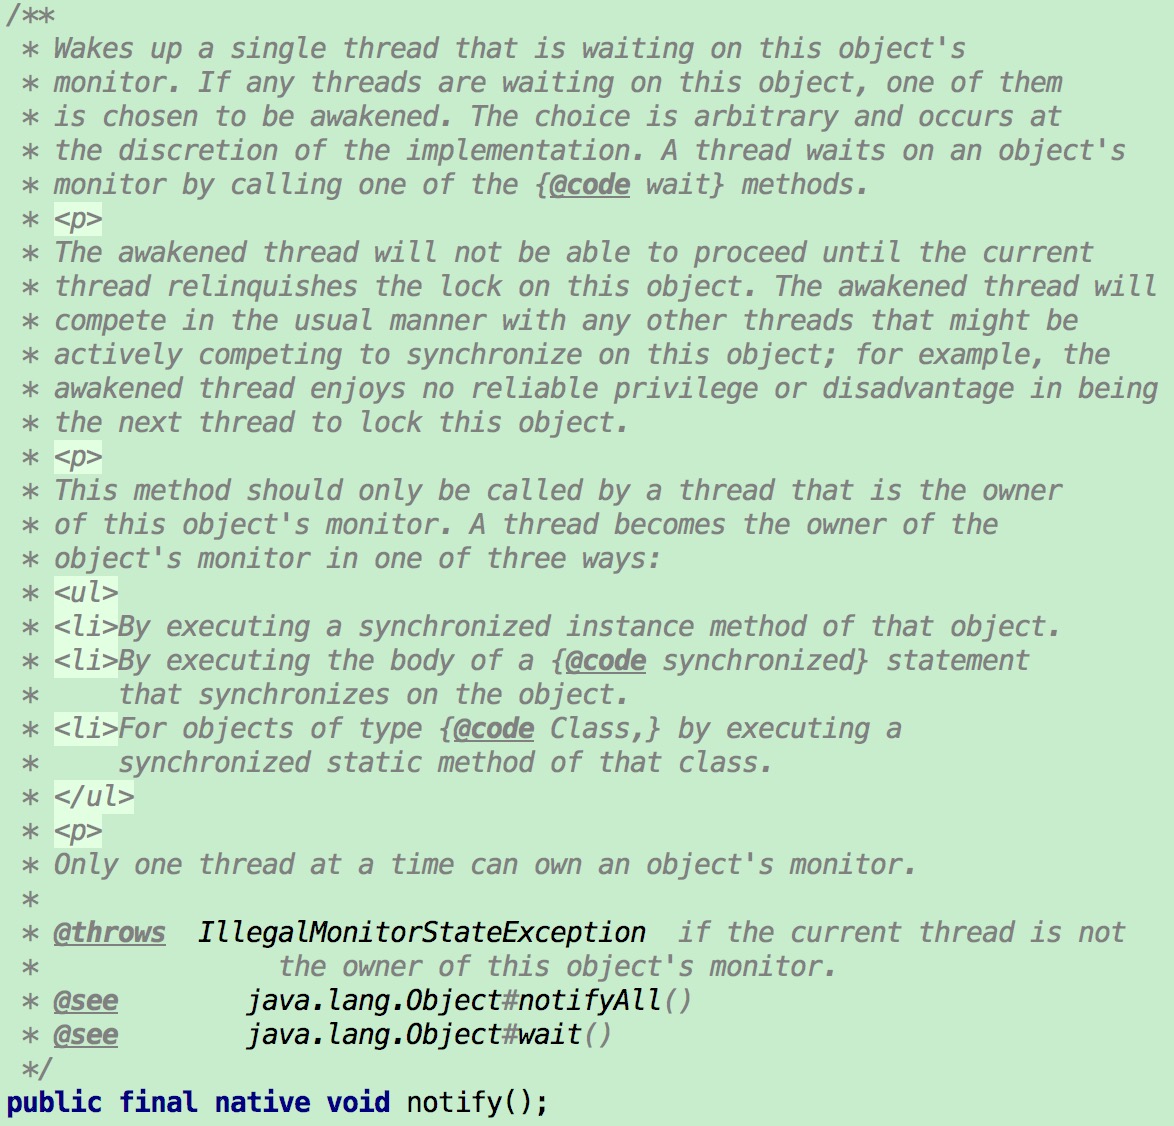 /**
 * Wakes up a single thread that is waiting on this object's
 * monitor. If any threads are waiting on this object, one of them
 * is chosen to be awakened. The choice is arbitrary and occurs at
 * the discretion of the implementation. A thread waits on an object's
 * monitor by calling one of the {@code wait} methods.
 * <p>
 * The awakened thread will not be able to proceed until the current
 * thread relinquishes the lock on this object. The awakened thread will
 * compete in the usual manner with any other threads that might be
 * actively competing to synchronize on this object; for example, the
 * awakened thread enjoys no reliable privilege or disadvantage in being
 * the next thread to lock this object.
 * <p>
 * This method should only be called by a thread that is the owner
 * of this object's monitor. A thread becomes the owner of the
 * object's monitor in one of three ways:
 * <ul>
 * <li>By executing a synchronized instance method of that object.
 * <li>By executing the body of a {@code synchronized} statement
 *     that synchronizes on the object.
 * <li>For objects of type {@code Class,} by executing a
 *     synchronized static method of that class.
 * </ul>
 * <p>
 * Only one thread at a time can own an object's monitor.
 *
 * @throws  IllegalMonitorStateException  if the current thread is not
 *               the owner of this object's monitor.
 * @see        java.lang.Object#notifyAll()
 * @see        java.lang.Object#wait()
 */
public final native void notify();